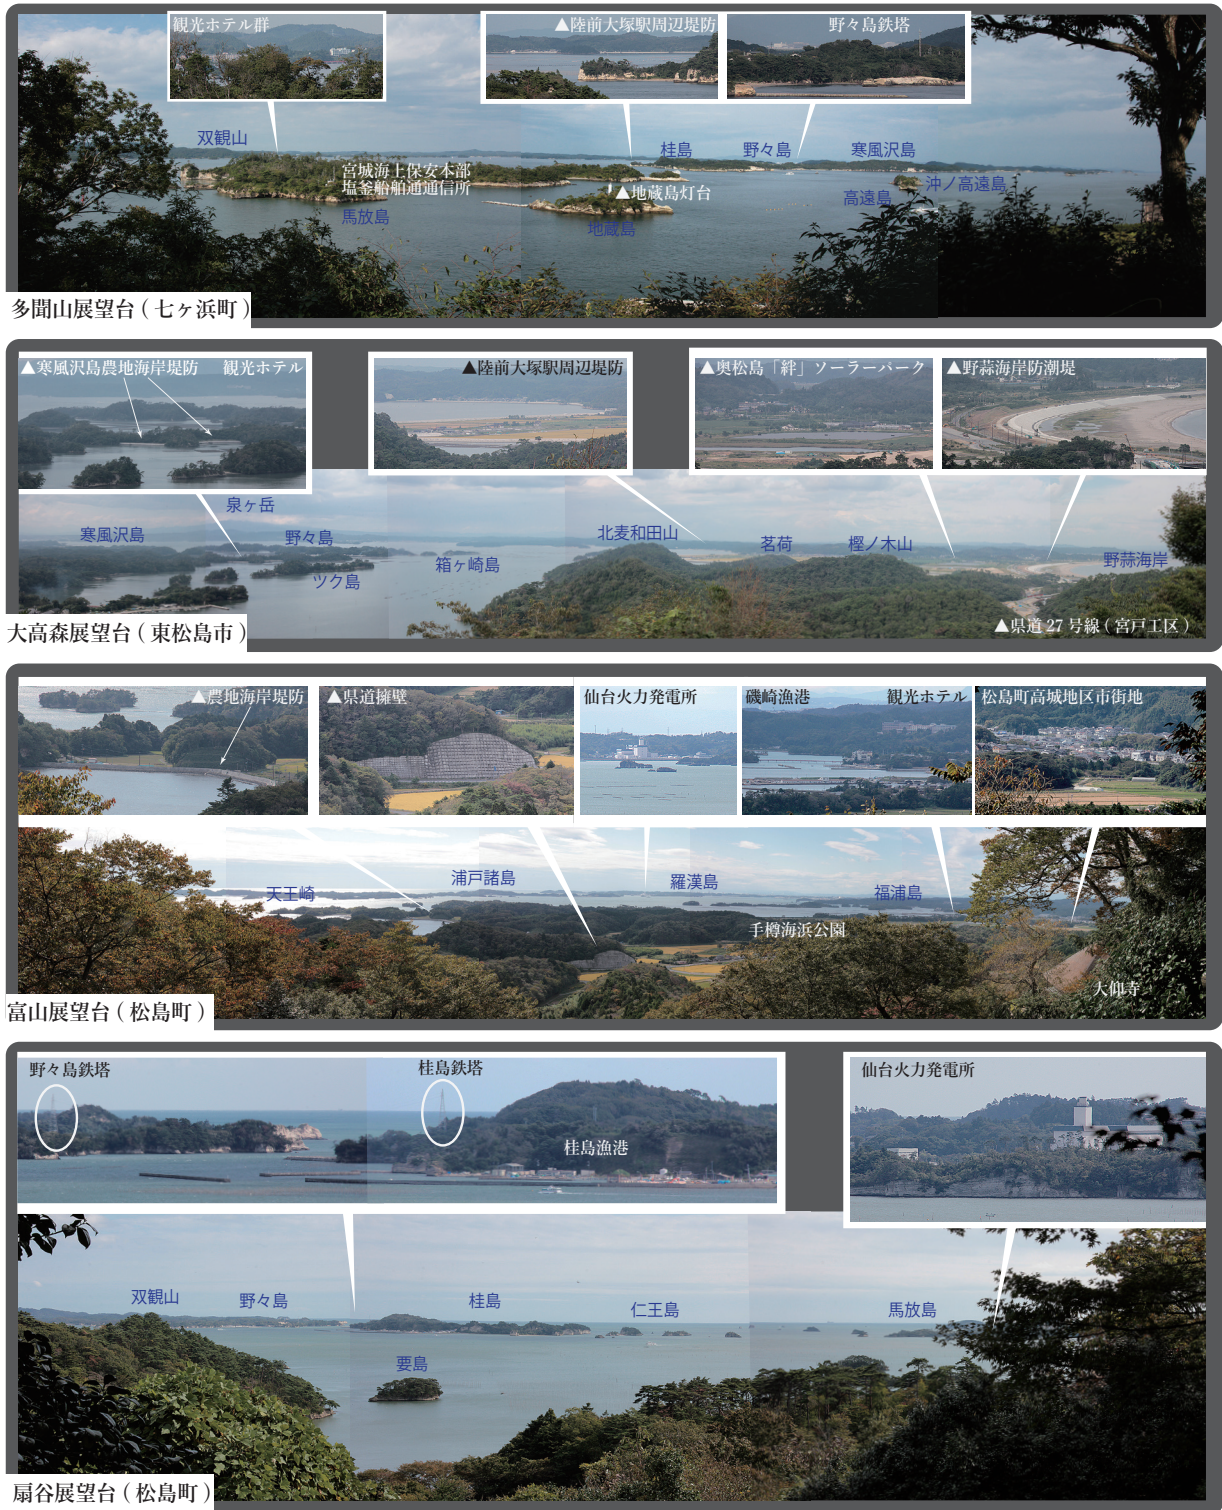 観光ホテル群
▲陸前大塚駅周辺堤防
野々島鉄塔
双観山
宮城海上保安本部
塩釜船舶通通信所
馬放島
▲地蔵島灯台
地蔵島
桂島
野々島
寒風沢島
高遠島
沖ノ高遠島
多聞山展望台 ( 七ヶ浜町 )
▲寒風沢島農地海岸堤防
観光ホテル
▲陸前大塚駅周辺堤防
▲奥松島「絆」ソーラーパーク
▲野蒜海岸防潮堤
寒風沢島
泉ヶ岳
野々島
ツク島
箱ヶ崎島
北麦和田山
茗荷
樫ノ木山
野蒜海岸
▲県道 27 号線 ( 宮戸工区 )
大高森展望台 ( 東松島市 )
▲農地海岸堤防
▲県道擁壁
仙台火力発電所
磯崎漁港
観光ホテル
松島町高城地区市街地
天王崎
浦戸諸島
羅漢島
福浦島
手樽海浜公園
大仰寺
富山展望台 ( 松島町 )
野々島鉄塔
桂島鉄塔
桂島漁港
仙台火力発電所
双観山
野々島
桂島
仁王島
馬放島
要島
扇谷展望台 ( 松島町 )